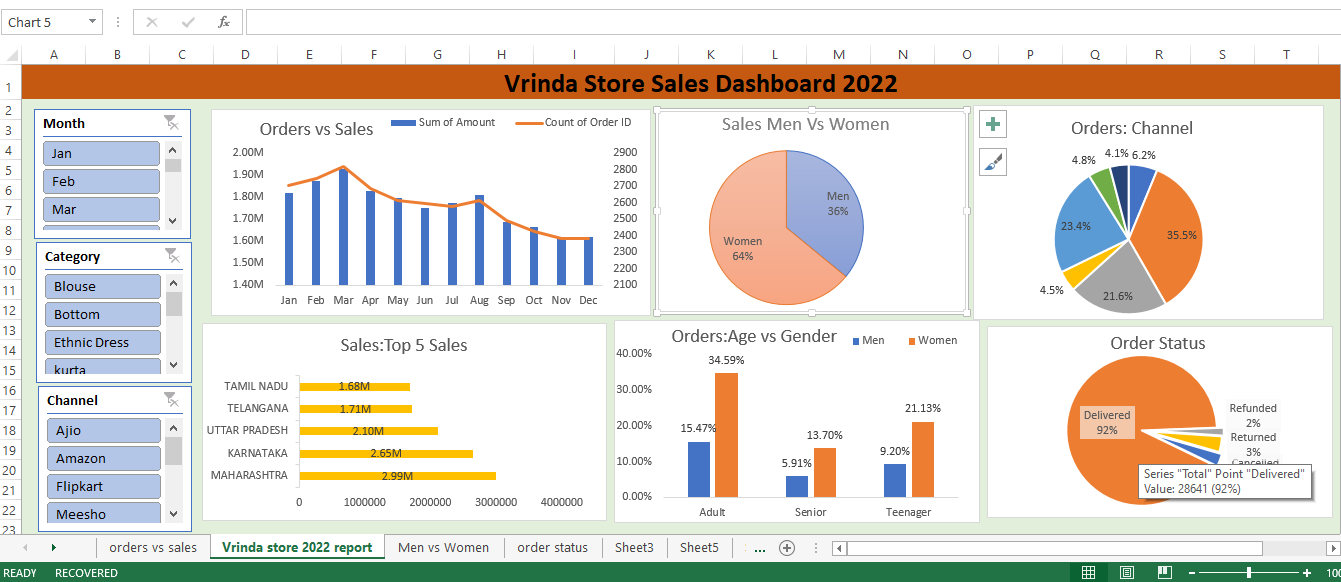 Chart 5
fx
A B C D E F G H I J K L M N O P Q R S T
1
2
3
4
5
6
7
8
9
10
11
12
13
14
15
16
17
18
19
20
21
22
23
Vrinda Store Sales Dashboard 2022
Month
Jan
Feb
Mar
Category
Blouse
Bottom
Ethnic Dress
kurta
Channel
Ajio
Amazon
Flipkart
Meesho
Orders vs Sales
Sum of Amount Count of Order ID
2.00M 2900
1.90M 2800
1.80M 2700
1.70M 2600
1.60M 2500
1.50M 2400
1.40M 2300
2200
2100
Jan Feb Mar Apr May Jun Jul Aug Sep Oct Nov Dec
Sales Men Vs Women
Men
36%
Women
64%
Orders: Channel
4.8% 4.1% 6.2%
23.4% 35.5%
4.5% 21.6%
Sales:Top 5 Sales
TAMIL NADU 1.68M
TELANGANA 1.71M
UTTAR PRADESH 2.10M
KARNATAKA 2.65M
MAHARASHTRA 2.99M
0 1000000 2000000 3000000 4000000
Orders:Age vs Gender
Men Women
40.00%
30.00%
20.00%
10.00%
0.00%
15.47% 34.59%
5.91% 13.70%
9.20% 21.13%
Adult Senior Teenager
Order Status
Delivered
92%
Refunded
2%
Returned
3%
Cancelled
Series "Total" Point "Delivered"
Value: 28641 (92%)
orders vs sales Vrinda store 2022 report Men vs Women order status Sheet3 Sheet5 ...
READY RECOVERED